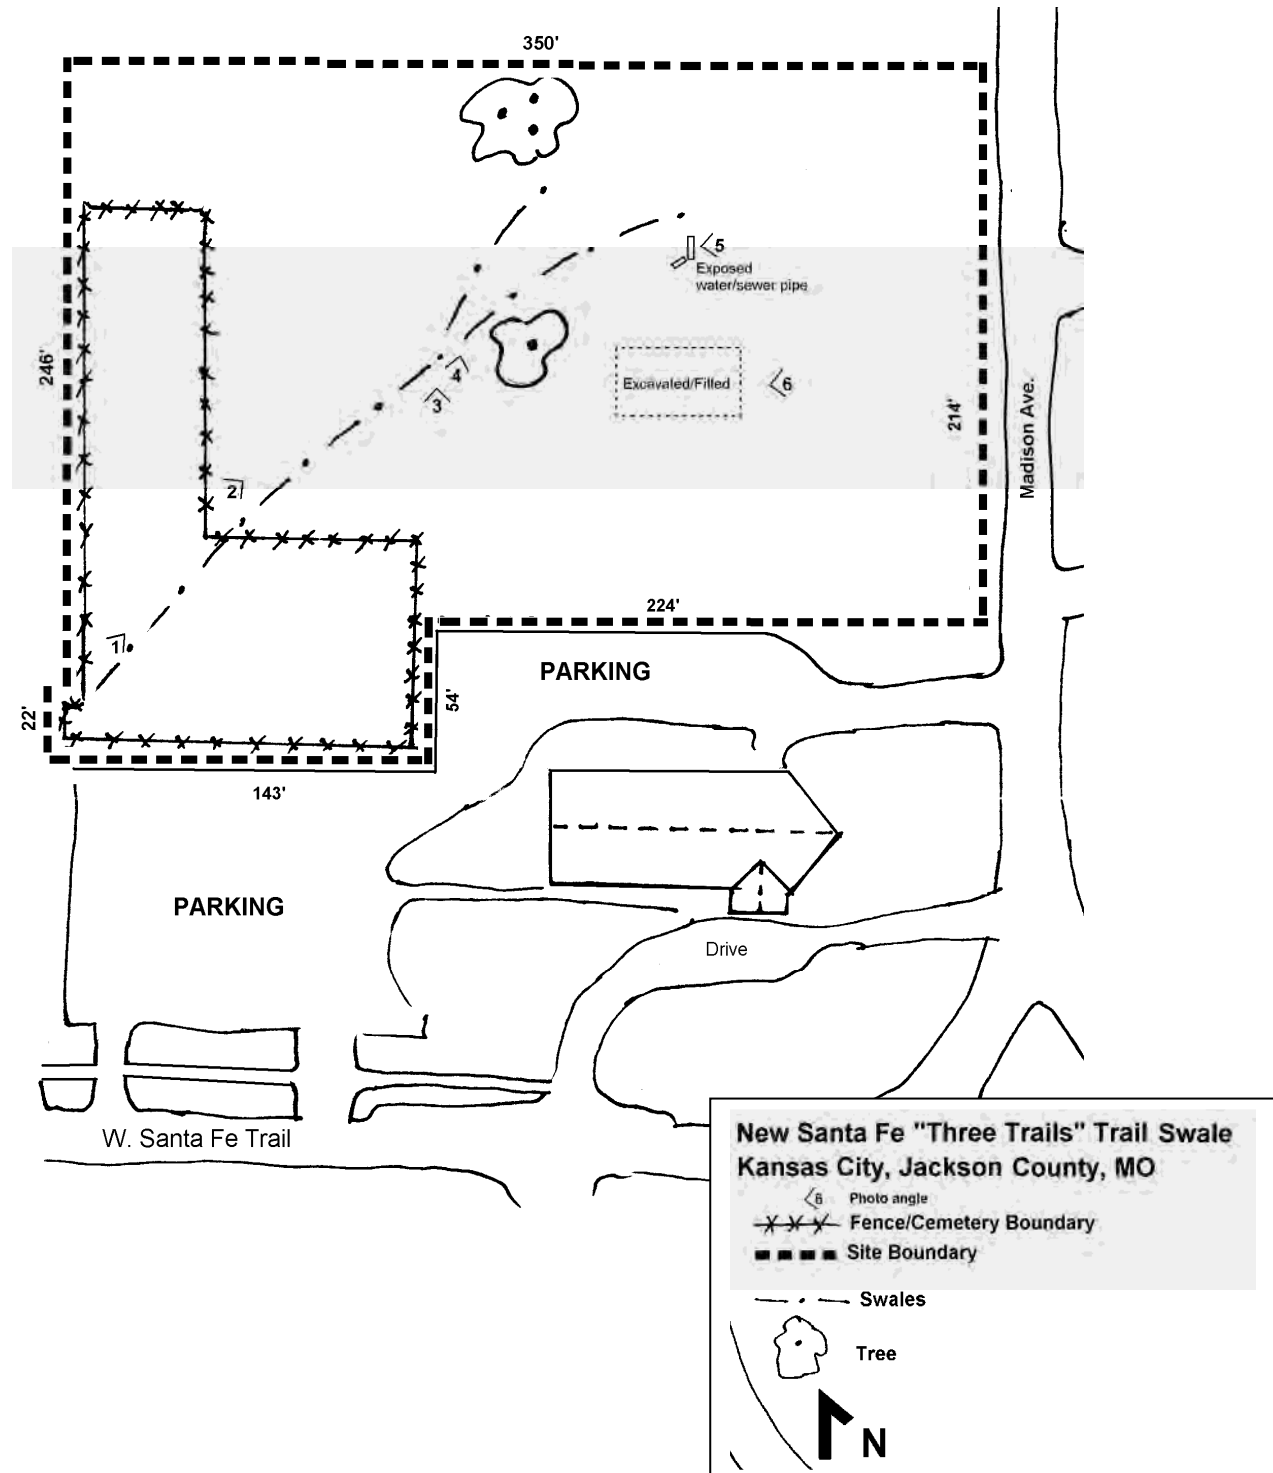 350'
5
Exposed
water/sewer pipe
246'
4
3
Excavated/Filled
6
214'
Madison Ave.
2
224'
1
PARKING
22'
54'
143'
PARKING
Drive
W. Santa Fe Trail
New Santa Fe "Three Trails" Trail Swale
Kansas City, Jackson County, MO
6 Photo angle
Fence/Cemetery Boundary
Site Boundary
Swales
Tree
N